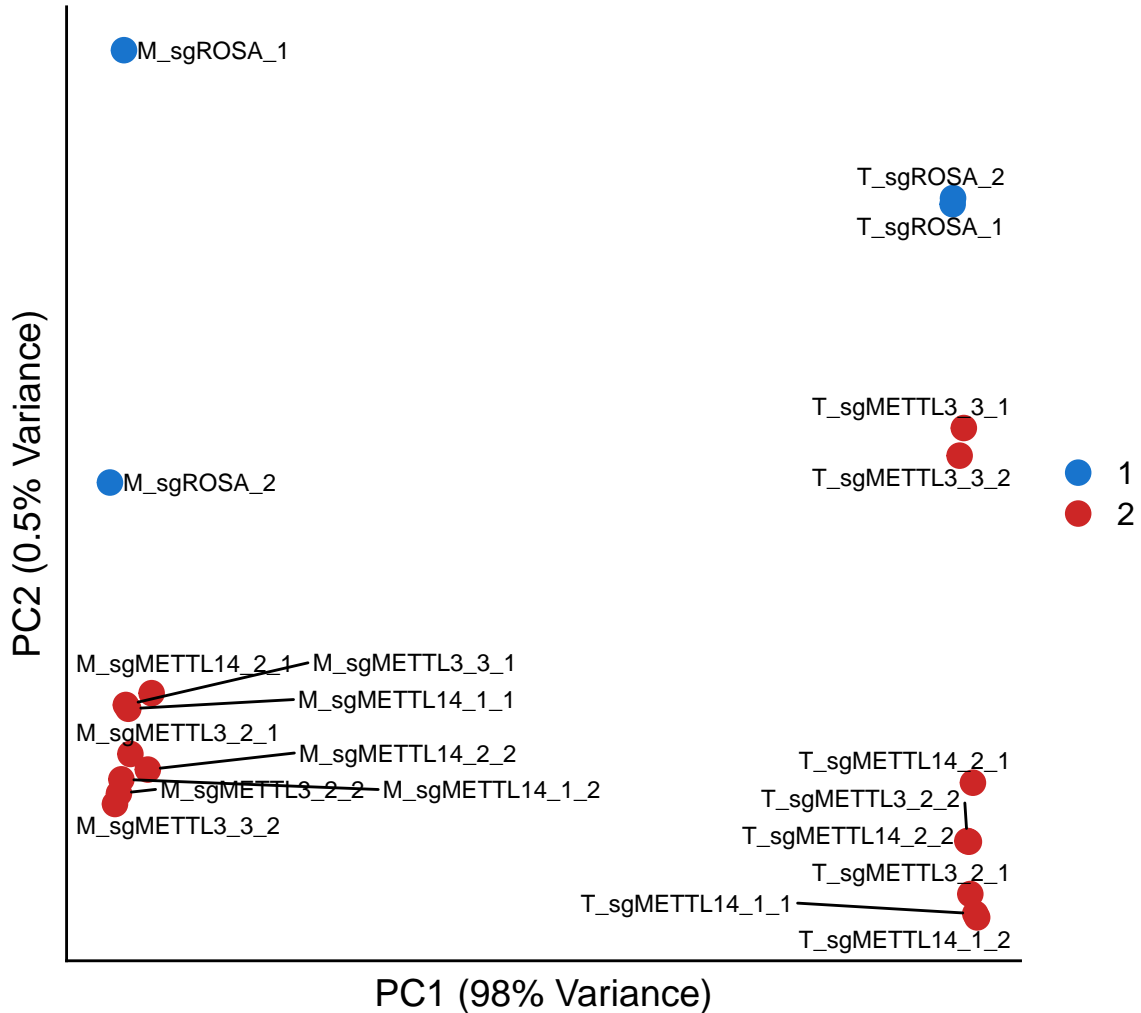 M_sgROSA_1
T_sgROSA_2
T_sgROSA_1
T_sgMETTL3_3_1
M_sgROSA_2
T_sgMETTL3_3_2
1
2
PC2 (0.5% Variance)
M_sgMETTL14_2_1
M_sgMETTL3_3_1
M_sgMETTL14_1_1
M_sgMETTL3_2_1
M_sgMETTL14_2_2
M_sgMETTL3_2_2
M_sgMETTL14_1_2
M_sgMETTL3_3_2
T_sgMETTL14_2_1
T_sgMETTL3_2_2
T_sgMETTL14_2_2
T_sgMETTL3_2_1
T_sgMETTL14_1_1
T_sgMETTL14_1_2
PC1 (98% Variance)